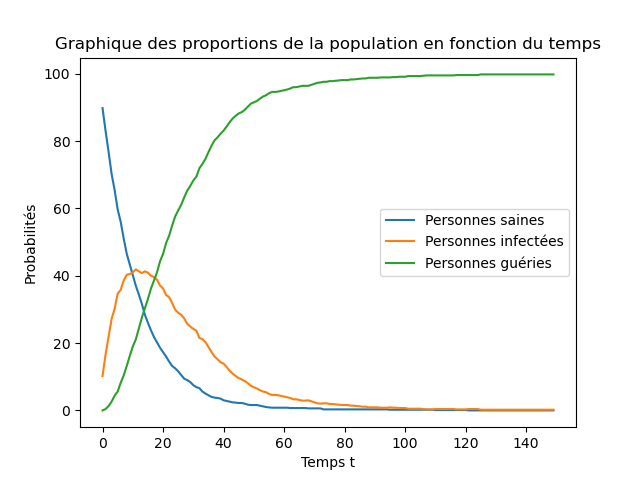 Graphique des proportions de la population en fonction du temps
100
80
60
40
20
0
Probabilités
Personnes saines
Personnes infectées
Personnes guéries
0 20 40 60 80 100 120 140
Temps t